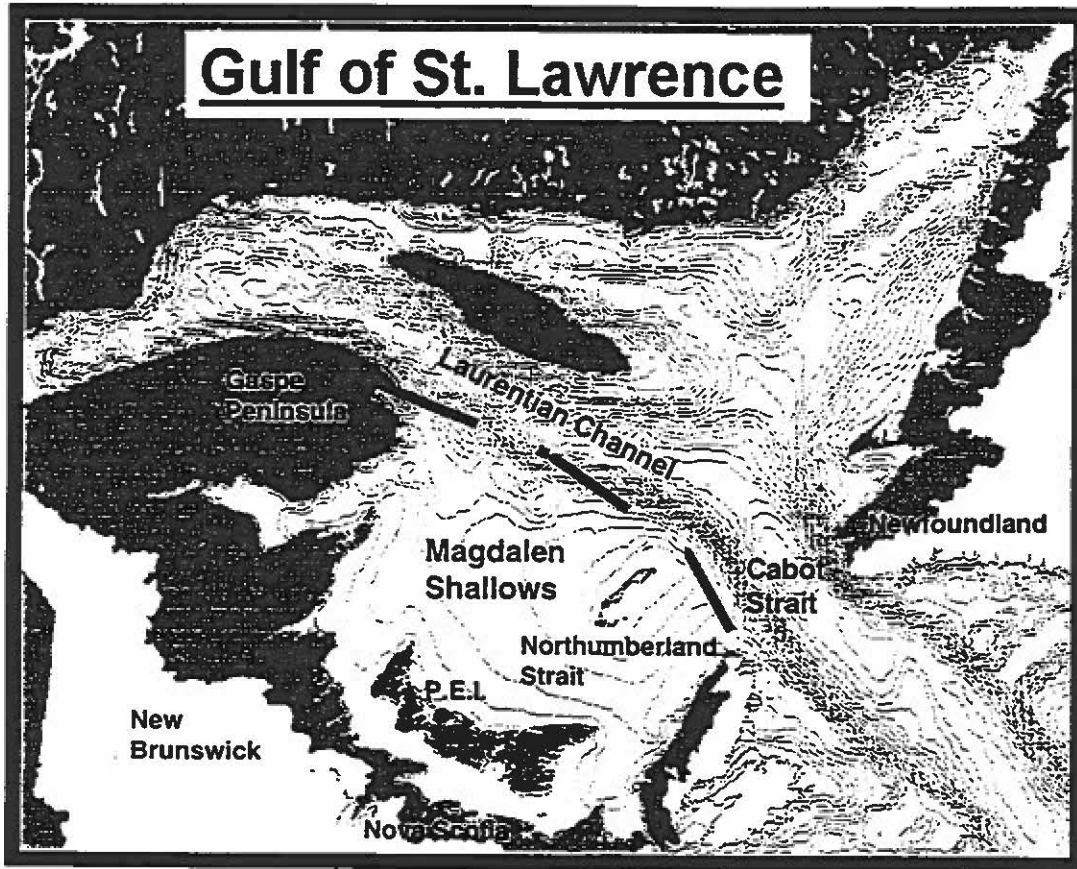 Gulf of St. Lawrence
Gaspe
Peninsula
Laurentian Channel
Newfoundland
Magdalen
Shallows
Cabot
Strait
Northumberland
Strait
P.E.I.
New
Brunswick
Nova Scotia